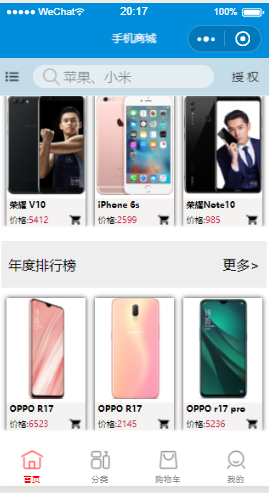 WeChat 20:17 100%
手机商城
苹果、小米 授 权
荣耀 V10 iPhone 6s 荣耀Note10
价格:5412 价格:2599 价格:985
年度排行榜 更多>
OPPO R17 OPPO R17 OPPO r17 pro
价格:6523 价格:2145 价格:5236
首页 分类 购物车 我的